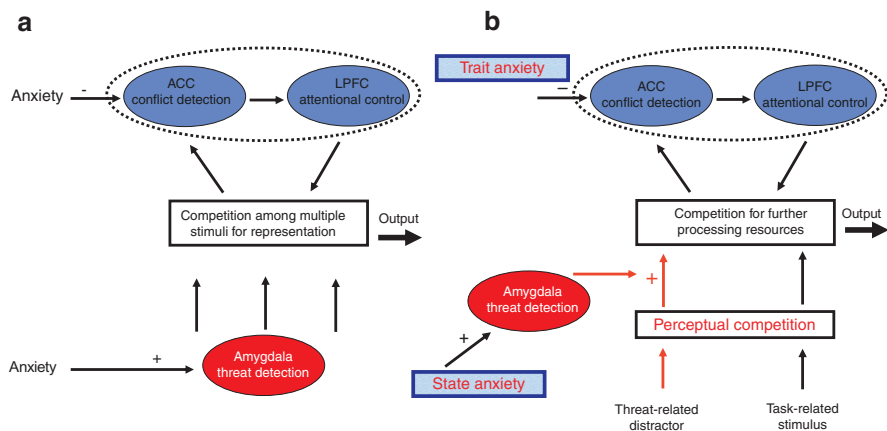 a
Anxiety
-
ACC
conflict detection
LPFC
attentional control
Competition among multiple
stimuli for representation
Output
Anxiety
+
Amygdala
threat detection
b
Trait anxiety
–
ACC
conflict detection
LPFC
attentional control
Competition for further
processing resources
Output
Amygdala
threat detection
+
+
State anxiety
Perceptual competition
Threat-related
distractor
Task-related
stimulus